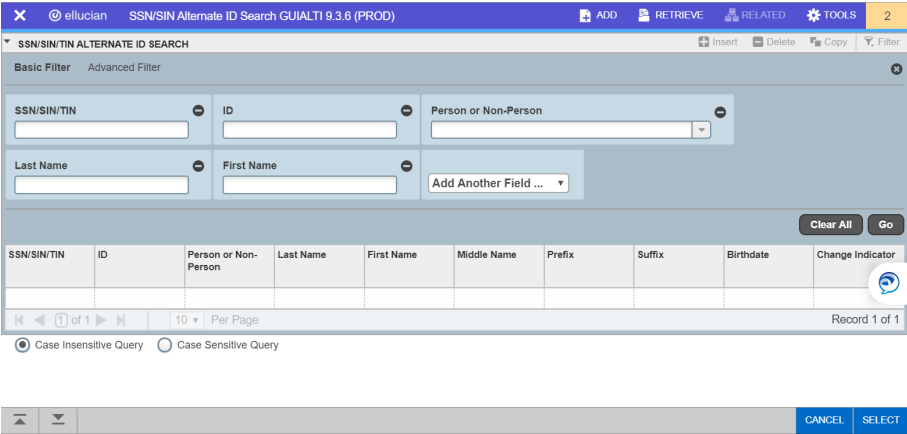 ellucian SSN/SIN Alternate ID Search GUIALTI 9.3.6 (PROD) ADD RETRIEVE RELATED TOOLS 2
SSN/SIN/TIN ALTERNATE ID SEARCH Insert Delete Copy Filter
Basic Filter Advanced Filter
SSN/SIN/TIN ID Person or Non-Person
Last Name First Name
Add Another Field ...
Clear All Go
SSN/SIN/TIN ID Person or Non-Person Last Name First Name Middle Name Prefix Suffix Birthdate Change Indicator
1 of 1 10 Per Page Record 1 of 1
Case Insensitive Query Case Sensitive Query
CANCEL SELECT